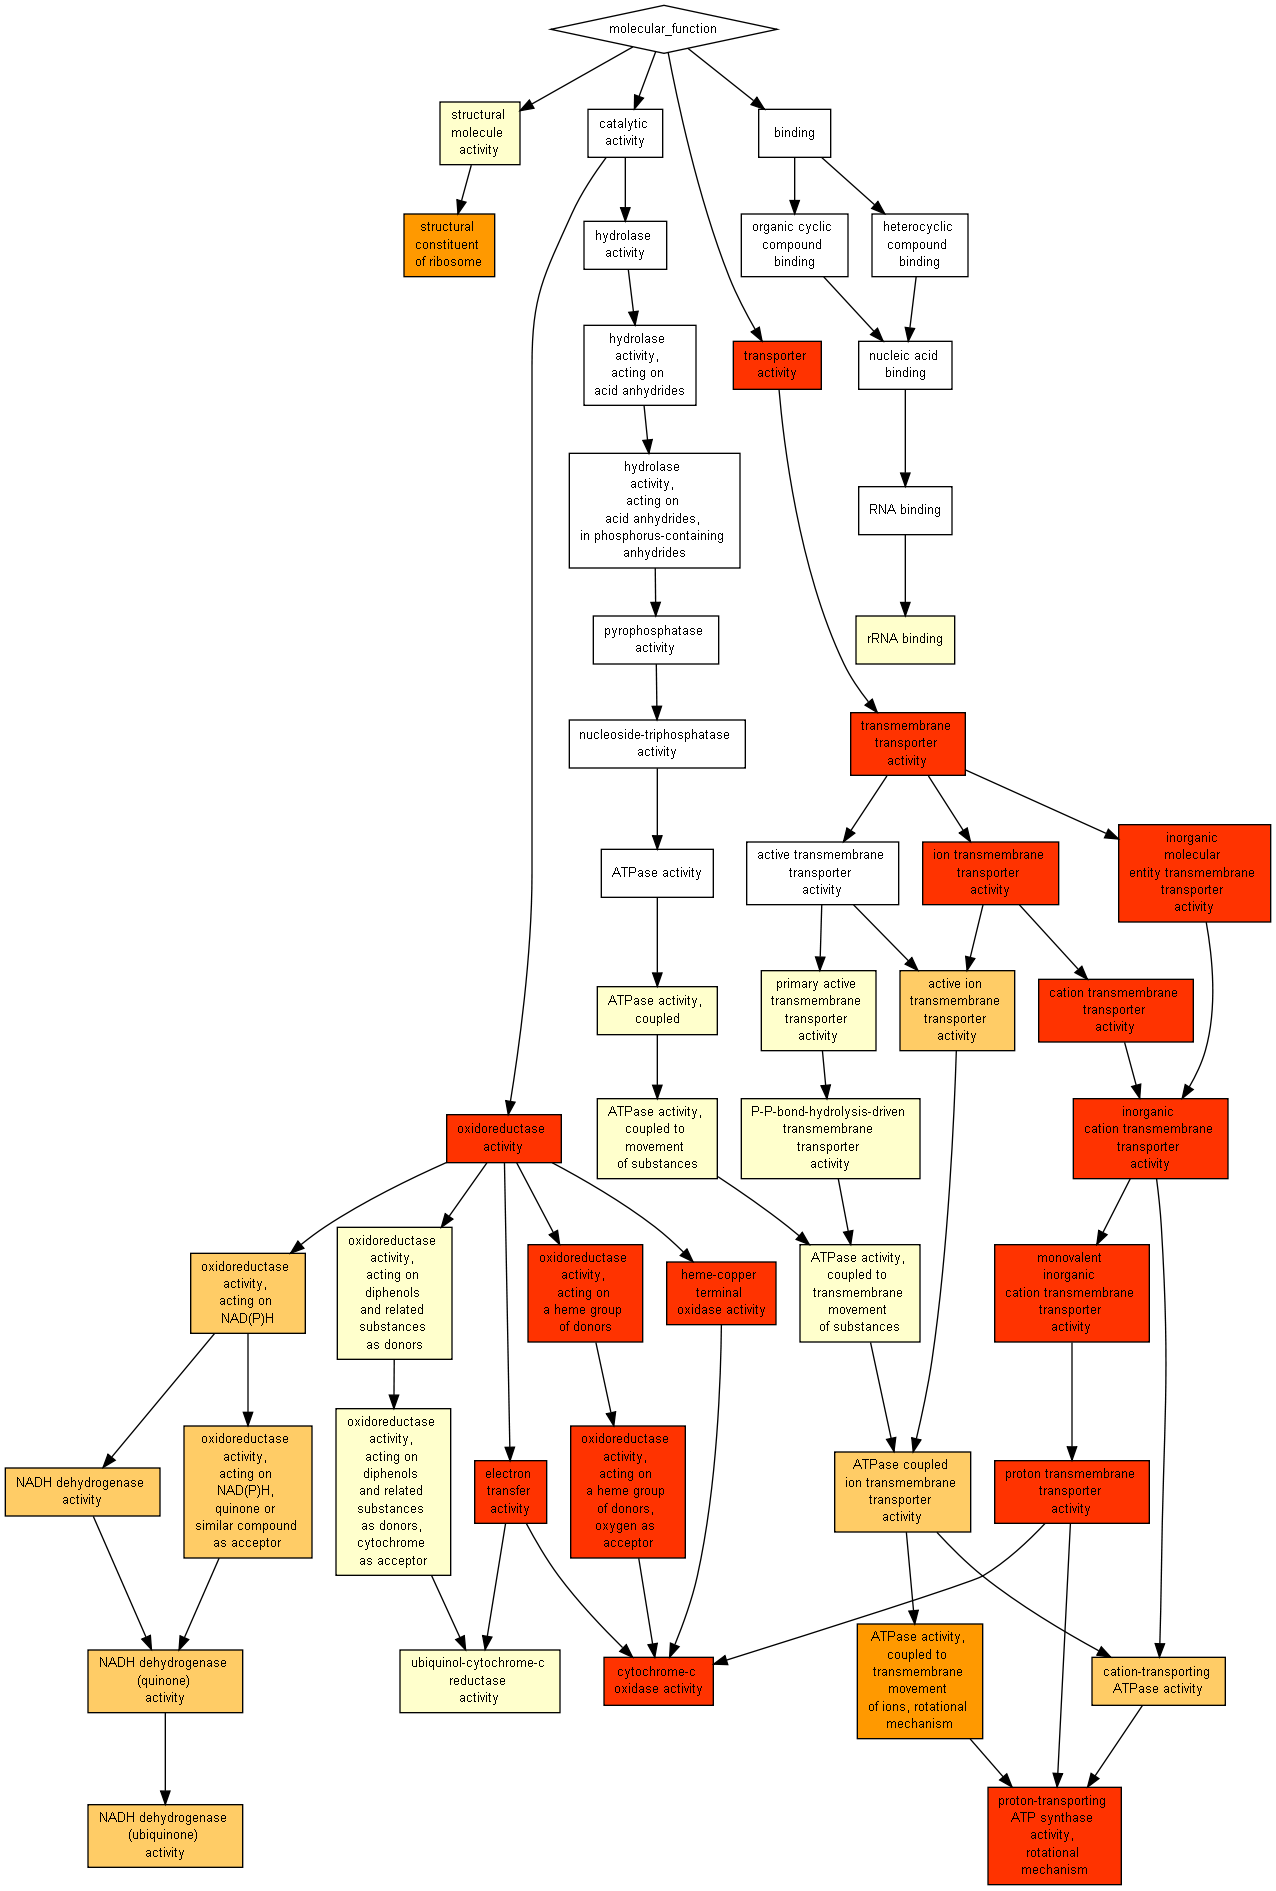 molecular_function
structural
molecule
activity
catalytic
activity
binding
structural
constituent
of ribosome
hydrolase
activity
organic cyclic
compound
binding
heterocyclic
compound
binding
hydrolase
activity,
acting on
acid anhydrides
transporter
activity
nucleic acid
binding
hydrolase
activity,
acting on
acid anhydrides,
in phosphorus-containing
anhydrides
RNA binding
pyrophosphatase
activity
rRNA binding
nucleoside-triphosphatase
activity
transmembrane
transporter
activity
ATPase activity
active transmembrane
transporter
activity
ion transmembrane
transporter
activity
inorganic
molecular
entity transmembrane
transporter
activity
ATPase activity,
coupled
primary active
transmembrane
transporter
activity
active ion
transmembrane
transporter
activity
cation transmembrane
transporter
activity
oxidoreductase
activity
ATPase activity,
coupled to
movement
of substances
P-P-bond-hydrolysis-driven
transmembrane
transporter
activity
inorganic
cation transmembrane
transporter
activity
oxidoreductase
activity,
acting on
NAD(P)H
oxidoreductase
activity,
acting on
diphenols
and related
substances
as donors
oxidoreductase
activity,
acting on
a heme group
of donors
heme-copper
terminal
oxidase activity
ATPase activity,
coupled to
transmembrane
movement
of substances
monovalent
inorganic
cation transmembrane
transporter
activity
NADH dehydrogenase
activity
oxidoreductase
activity,
acting on
NAD(P)H,
quinone or
similar compound
as acceptor
oxidoreductase
activity,
acting on
diphenols
and related
substances
as donors,
cytochrome
as acceptor
electron
transfer
activity
oxidoreductase
activity,
acting on
a heme group
of donors,
oxygen as
acceptor
ATPase coupled
ion transmembrane
transporter
activity
proton transmembrane
transporter
activity
NADH dehydrogenase
(quinone)
activity
ubiquinol-cytochrome-c
reductase
activity
cytochrome-c
oxidase activity
ATPase activity,
coupled to
transmembrane
movement
of ions, rotational
mechanism
cation-transporting
ATPase activity
NADH dehydrogenase
(ubiquinone)
activity
proton-transporting
ATP synthase
activity,
rotational
mechanism